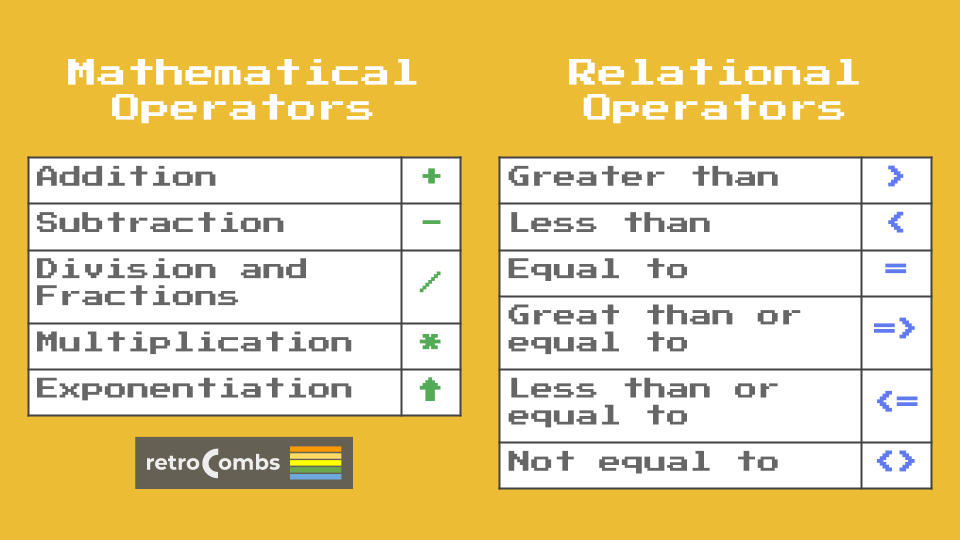 Mathematical
Operators
Addition +
Subtraction -
Division and
Fractions /
Multiplication *
Exponentiation ↑
retroCombs
Relational
Operators
Greater than >
Less than <
Equal to =
Great than or
equal to =>
Less than or
equal to <=
Not equal to <>